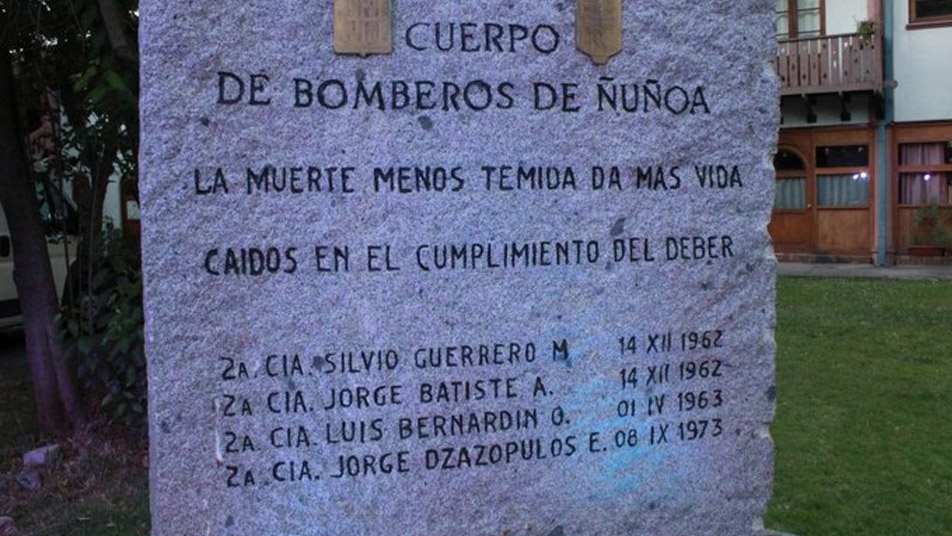 CUERPO
DE BOMBEROS DE ÑUÑOA
LA MUERTE MENOS TEMIDA DA MAS VIDA
CAIDOS EN EL CUMPLIMIENTO DEL DEBER
2A. CIA. SILVIO GUERRERO M 14 XII 1962
2A CIA. JORGE BATISTE A. 14 XII 1962
2A CIA. LUIS BERNARDIN O. 01 IV 1963
2A. CIA. JORGE DZAZOPULOS E. 08 IX 1973